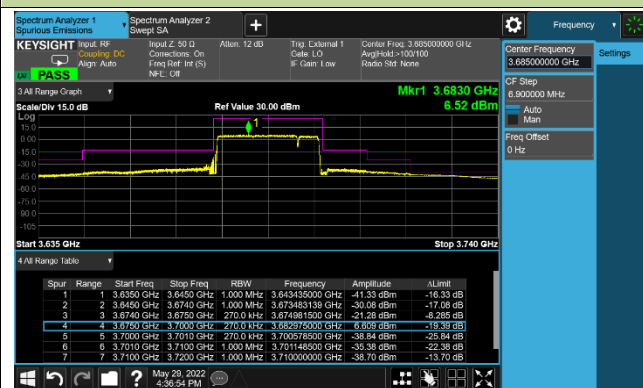 Spectrum Analyzer 1
Spurious Emissions
Spectrum Analyzer 2
Swept SA
+
Frequency
KEYSIGHT
Input: RF
Coupling: DC
Align: Auto
Input Z: 50 Ω
Corrections: On
Freq Ref: Int (S)
NFE: Off
Atten: 12 dB
Trig: External 1
Gate: LO
IF Gain: Low
Center Freq: 3.685000000 GHz
Avg|Hold:>100/100
Radio Std: None
PASS
Center Frequency
3.685000000 GHz
Settings
CF Step
6.900000 MHz
Auto
Man
Freq Offset
0 Hz
3 All Range Graph
Mkr1 3.6830 GHz
Scale/Div 15.0 dB
Ref Value 30.00 dBm
6.52 dBm
Log
15.0
0.00
-15.0
-30.0
-45.0
-60.0
-75.0
-90.0
-105
1
Start 3.635 GHz
Stop 3.740 GHz
4 All Range Table
Spur Range Start Freq Stop Freq RBW Frequency Amplitude ΔLimit
1 1 3.6350 GHz 3.6450 GHz 1.000 MHz 3.643435000 GHz -41.33 dBm -16.33 dB
2 2 3.6450 GHz 3.6740 GHz 1.000 MHz 3.673483139 GHz -30.08 dBm -17.08 dB
3 3 3.6740 GHz 3.6750 GHz 270.0 kHz 3.674981500 GHz -21.28 dBm -8.285 dB
4 4 3.6750 GHz 3.7000 GHz 270.0 kHz 3.682975000 GHz 6.609 dBm -19.39 dB
5 5 3.7000 GHz 3.7010 GHz 270.0 kHz 3.700578500 GHz -38.84 dBm -25.84 dB
6 6 3.7010 GHz 3.7100 GHz 1.000 MHz 3.701148500 GHz -35.38 dBm -22.38 dB
7 7 3.7100 GHz 3.7200 GHz 1.000 MHz 3.710000000 GHz -38.70 dBm -13.70 dB
May 29, 2022
4:36:54 PM